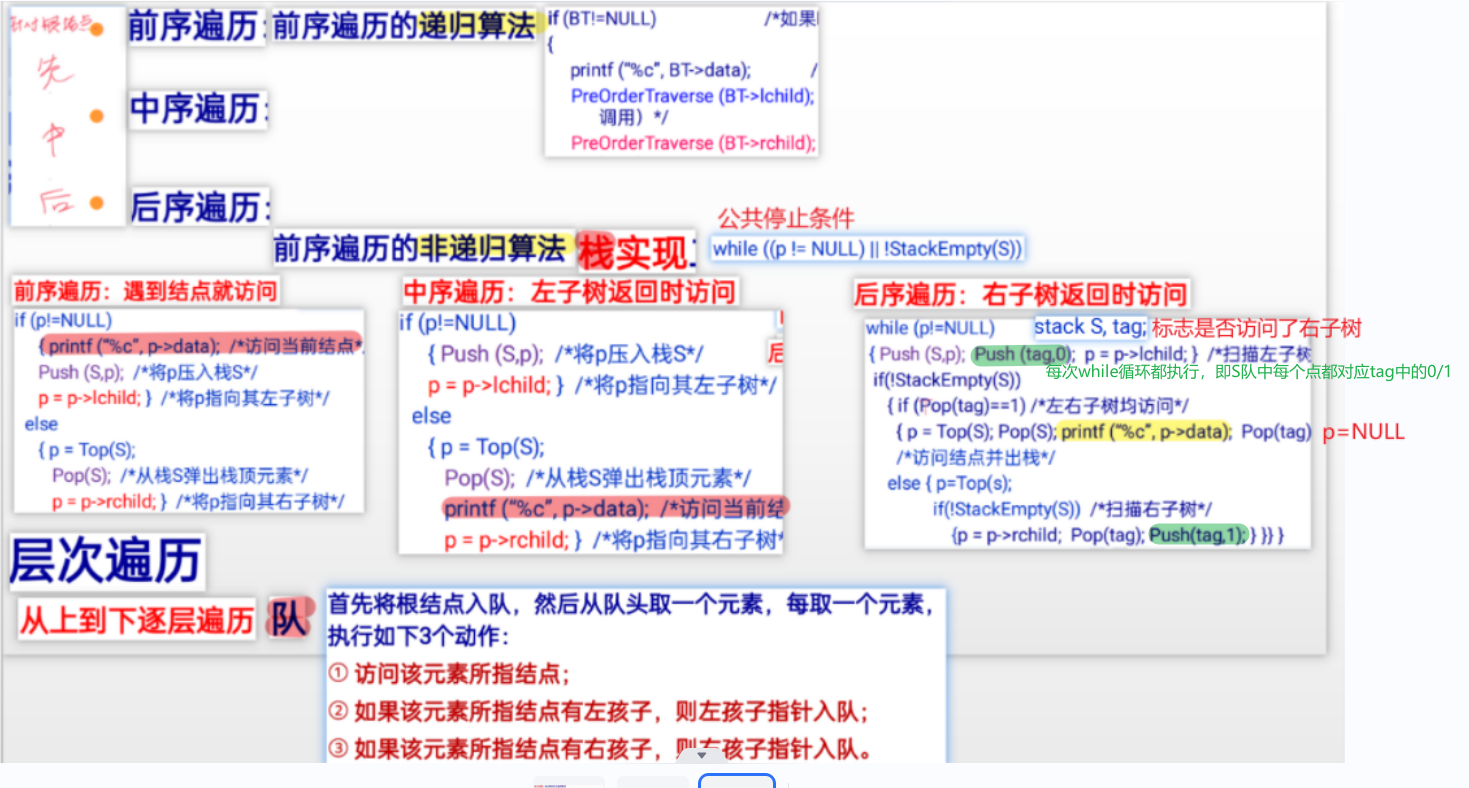 针对根结点
先
中
后
前序遍历:
中序遍历:
后序遍历:
前序遍历的递归算法
if (BT!=NULL) /*如果
{
printf (“%c”, BT->data); /
PreOrderTraverse (BT->lchild);
调用）*/
PreOrderTraverse (BT->rchild);
前序遍历的非递归算法
栈实现
公共停止条件
while ((p != NULL) || !StackEmpty(S))
前序遍历：遇到结点就访问
if (p!=NULL)
{ printf (“%c”, p->data); /*访问当前结点*
Push (S,p); /*将p压入栈S*/
p = p->lchild; } /*将p指向其左子树*/
else
{ p = Top(S);
Pop(S); /*从栈S弹出栈顶元素*/
p = p->rchild; } /*将p指向其右子树*/
中序遍历：左子树返回时访问
if (p!=NULL)
{ Push (S,p); /*将p压入栈S*/
后
p = p->lchild; } /*将p指向其左子树*/
else
{ p = Top(S);
Pop(S); /*从栈S弹出栈顶元素*/
printf (“%c”, p->data); /*访问当前结
p = p->rchild; } /*将p指向其右子树*
后序遍历：右子树返回时访问
while (p!=NULL)
stack S, tag; 标志是否访问了右子树
{ Push (S,p); Push (tag,0); p = p->lchild; } /*扫描左子树
每次while循环都执行，即S队中每个点都对应tag中的0/1
if(!StackEmpty(S))
{ if (Pop(tag)==1) /*左右子树均访问*/
{ p = Top(S); Pop(S); printf (“%c”, p->data); Pop(tag) p=NULL
/*访问结点并出栈*/
else { p=Top(s);
if(!StackEmpty(S)) /*扫描右子树*/
{p = p->rchild; Pop(tag); Push(tag,1); } }} }
层次遍历
从上到下逐层遍历 队
首先将根结点入队，然后从队头取一个元素，每取一个元素，
执行如下3个动作：
① 访问该元素所指结点；
② 如果该元素所指结点有左孩子，则左孩子指针入队；
③ 如果该元素所指结点有右孩子，则右孩子指针入队。